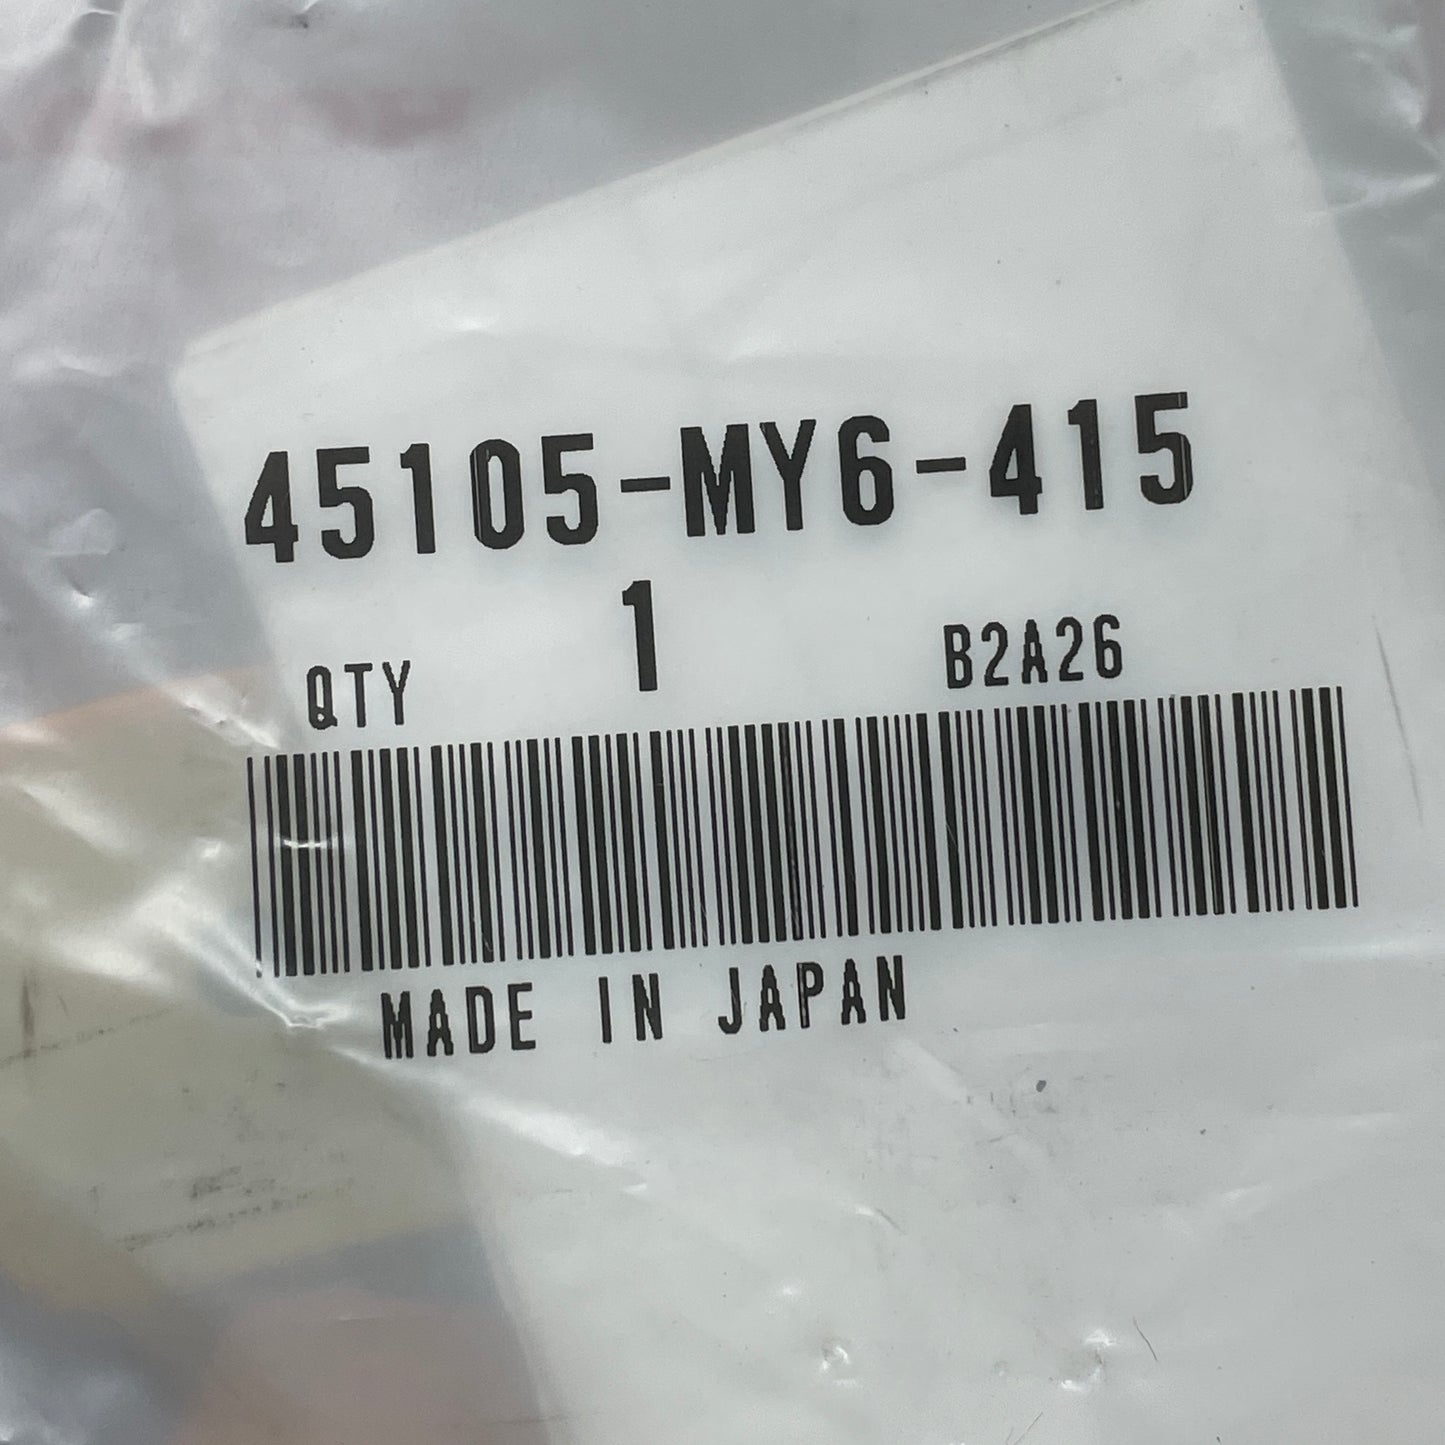 45105-MY6-415
1
QTY B2A26
MADE IN JAPAN